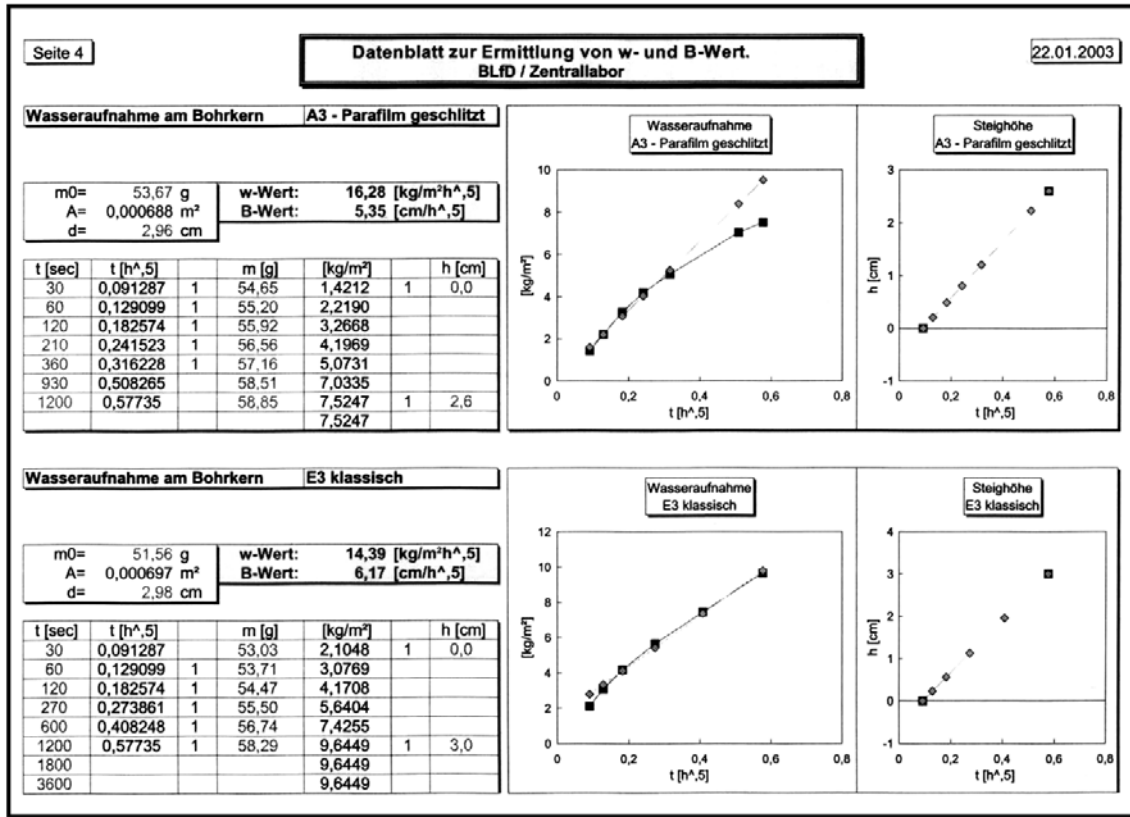 Seite 4
Datenblatt zur Ermittlung von w- und B-Wert.
BLfD / Zentrallabor
22.01.2003
Wasseraufnahme am Bohrkern A3 - Parafilm geschlitzt
m0= 53,67 g w-Wert: 16,28 [kg/m²h^,5]
A= 0,000688 m² B-Wert: 5,35 [cm/h^,5]
d= 2,96 cm
t [sec] t [h^,5] m [g] [kg/m²] h [cm]
30 0,091287 1 54,65 1,4212 1 0,0
60 0,129099 1 55,20 2,2190
120 0,182574 1 55,92 3,2668
210 0,241523 1 56,56 4,1969
360 0,316228 1 57,16 5,0731
930 0,508265 58,51 7,0335
1200 0,57735 58,85 7,5247 1 2,6
7,5247
Wasseraufnahme
A3 - Parafilm geschlitzt
10
8
6
4
2
0
[kg/m²]
0 0,2 0,4 0,6 0,8
t [h^,5]
Steighöhe
A3 - Parafilm geschlitzt
3
2
1
0
-1
h [cm]
0 0,2 0,4 0,6 0,8
t [h^,5]
Wasseraufnahme am Bohrkern E3 klassisch
m0= 51,56 g w-Wert: 14,39 [kg/m²h^,5]
A= 0,000697 m² B-Wert: 6,17 [cm/h^,5]
d= 2,98 cm
t [sec] t [h^,5] m [g] [kg/m²] h [cm]
30 0,091287 53,03 2,1048 1 0,0
60 0,129099 1 53,71 3,0769
120 0,182574 1 54,47 4,1708
270 0,273861 1 55,50 5,6404
600 0,408248 1 56,74 7,4255
1200 0,57735 1 58,29 9,6449 1 3,0
1800 9,6449
3600 9,6449
Wasseraufnahme
E3 klassisch
12
10
8
6
4
2
0
[kg/m²]
0 0,2 0,4 0,6 0,8
t [h^,5]
Steighöhe
E3 klassisch
4
3
2
1
0
-1
h [cm]
0 0,2 0,4 0,6 0,8
t [h^,5]